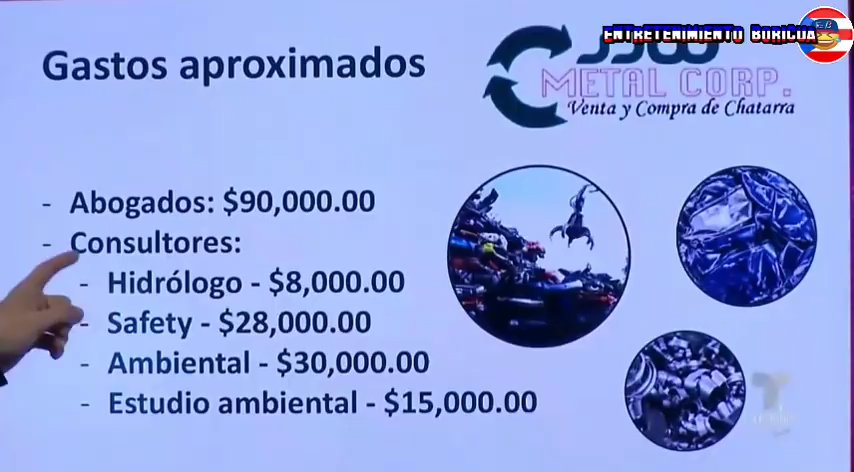 ENTRETENIMIENTO BORICUA
Gastos aproximados
JJW
METAL CORP.
Venta y Compra de Chatarra
- Abogados: $90,000.00
- Consultores:
- Hidrólogo - $8,000.00
- Safety - $28,000.00
- Ambiental - $30,000.00
- Estudio ambiental - $15,000.00